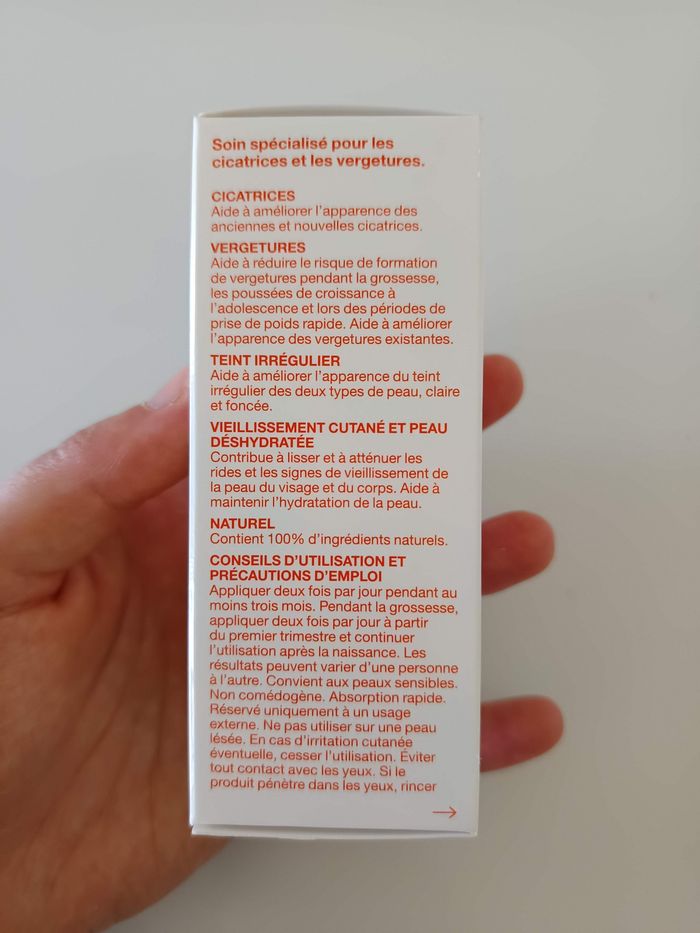 Soin spécialisé pour les
cicatrices et les vergetures.
CICATRICES
Aide à améliorer l'apparence des
anciennes et nouvelles cicatrices.
VERGETURES
Aide à réduire le risque de formation
de vergetures pendant la grossesse,
les poussées de croissance à
l'adolescence et lors des périodes de
prise de poids rapide. Aide à améliorer
l'apparence des vergetures existantes.
TEINT IRRÉGULIER
Aide à améliorer l'apparence du teint
irrégulier des deux types de peau, claire
et foncée.
VIEILLISSEMENT CUTANÉ ET PEAU
DÉSHYDRATÉE
Contribue à lisser et à atténuer les
rides et les signes de vieillissement de
la peau du visage et du corps. Aide à
maintenir l'hydratation de la peau.
NATUREL
Contient 100% d'ingrédients naturels.
CONSEILS D'UTILISATION ET
PRÉCAUTIONS D'EMPLOI
Appliquer deux fois par jour pendant au
moins trois mois. Pendant la grossesse,
appliquer deux fois par jour à partir
du premier trimestre et continuer
l'utilisation après la naissance. Les
résultats peuvent varier d'une personne
à l'autre. Convient aux peaux sensibles.
Non comédogène. Absorption rapide.
Réservé uniquement à un usage
externe. Ne pas utiliser sur une peau
lésée. En cas d'irritation cutanée
éventuelle, cesser l'utilisation. Éviter
tout contact avec les yeux. Si le
produit pénètre dans les yeux, rincer
→